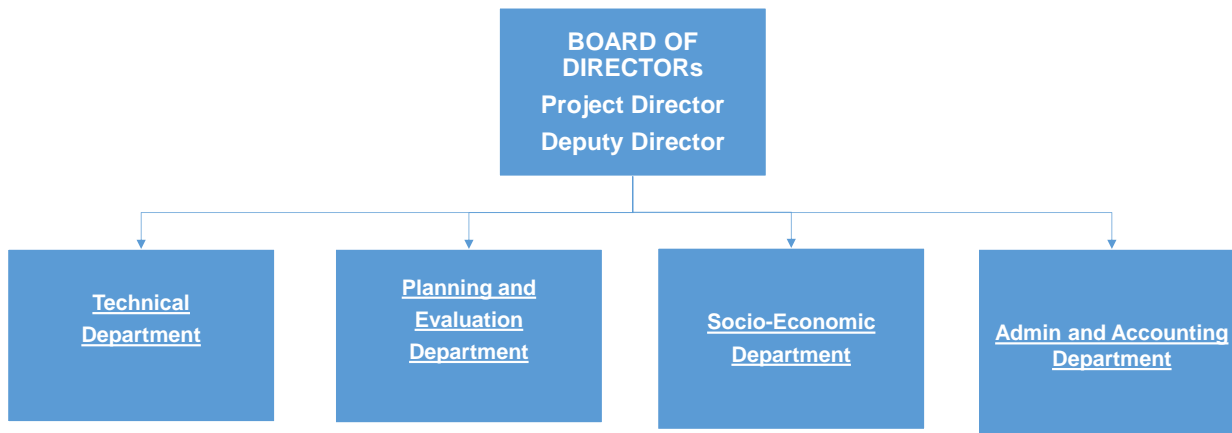 BOARD OF
DIRECTORs
Project Director
Deputy Director
Technical
Department
Planning and
Evaluation
Department
Socio-Economic
Department
Admin and Accounting
Department